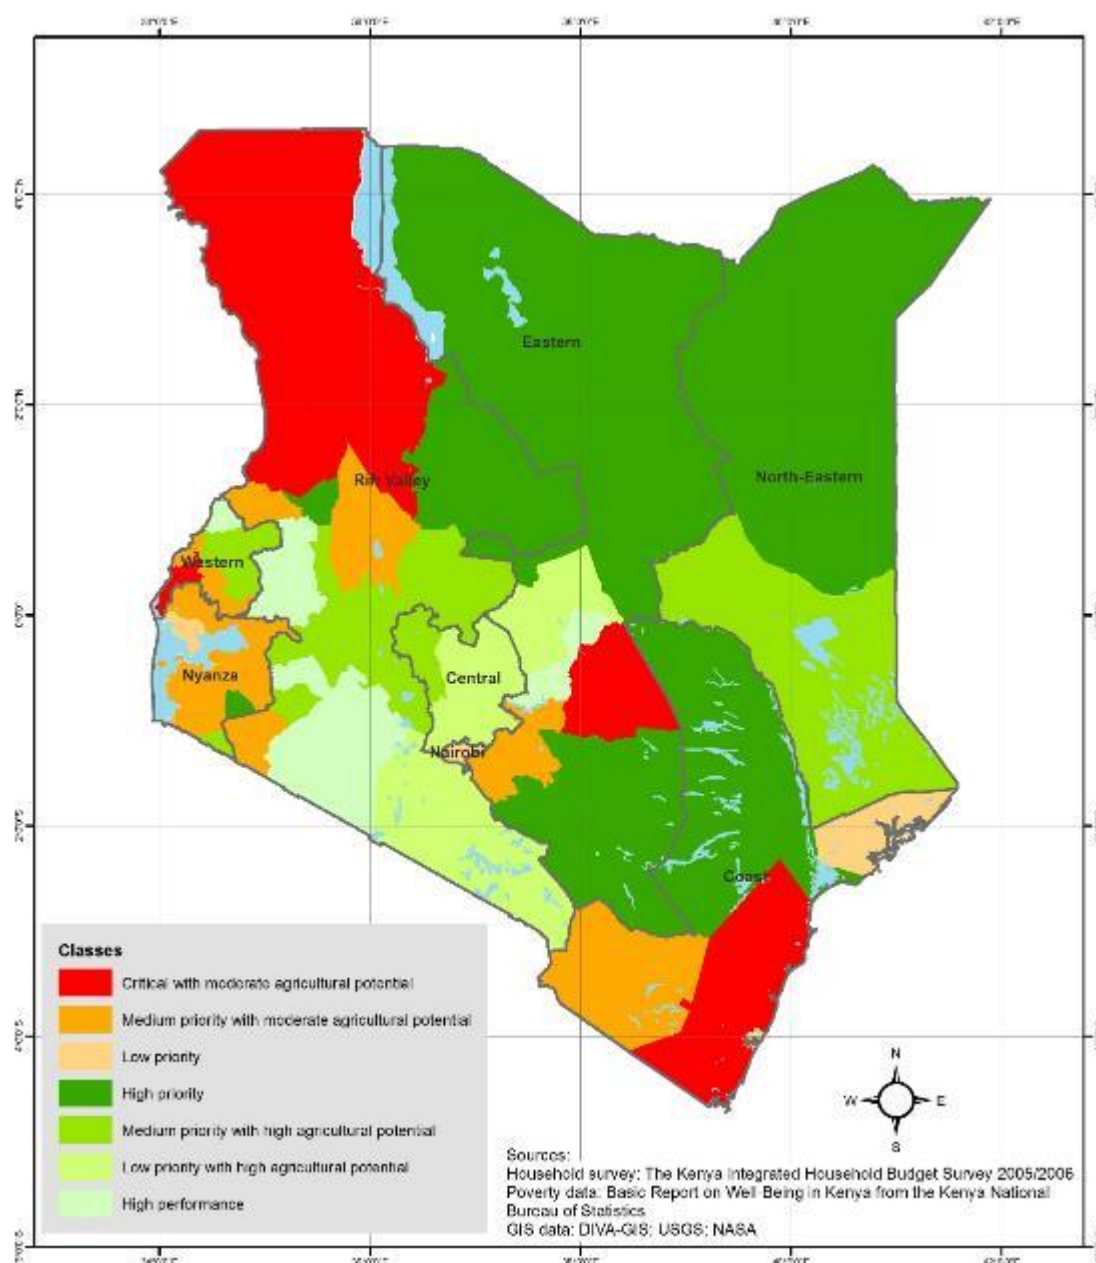 Eastern
North-Eastern
Rift Valley
Western
Nyanza
Central
Nairobi
Coast
Classes
Critical with moderate agricultural potential
Medium priority with moderate agricultural potential
Low priority
High priority
Medium priority with high agricultural potential
Low priority with high agricultural potential
High performance
N
W E
S
Sources:
Household survey: The Kenya Integrated Household Budget Survey 2005/2006
Poverty data: Basic Report on Well Being in Kenya from the Kenya National
Bureau of Statistics
GIS data: DIVA-GIS; USGS; NASA